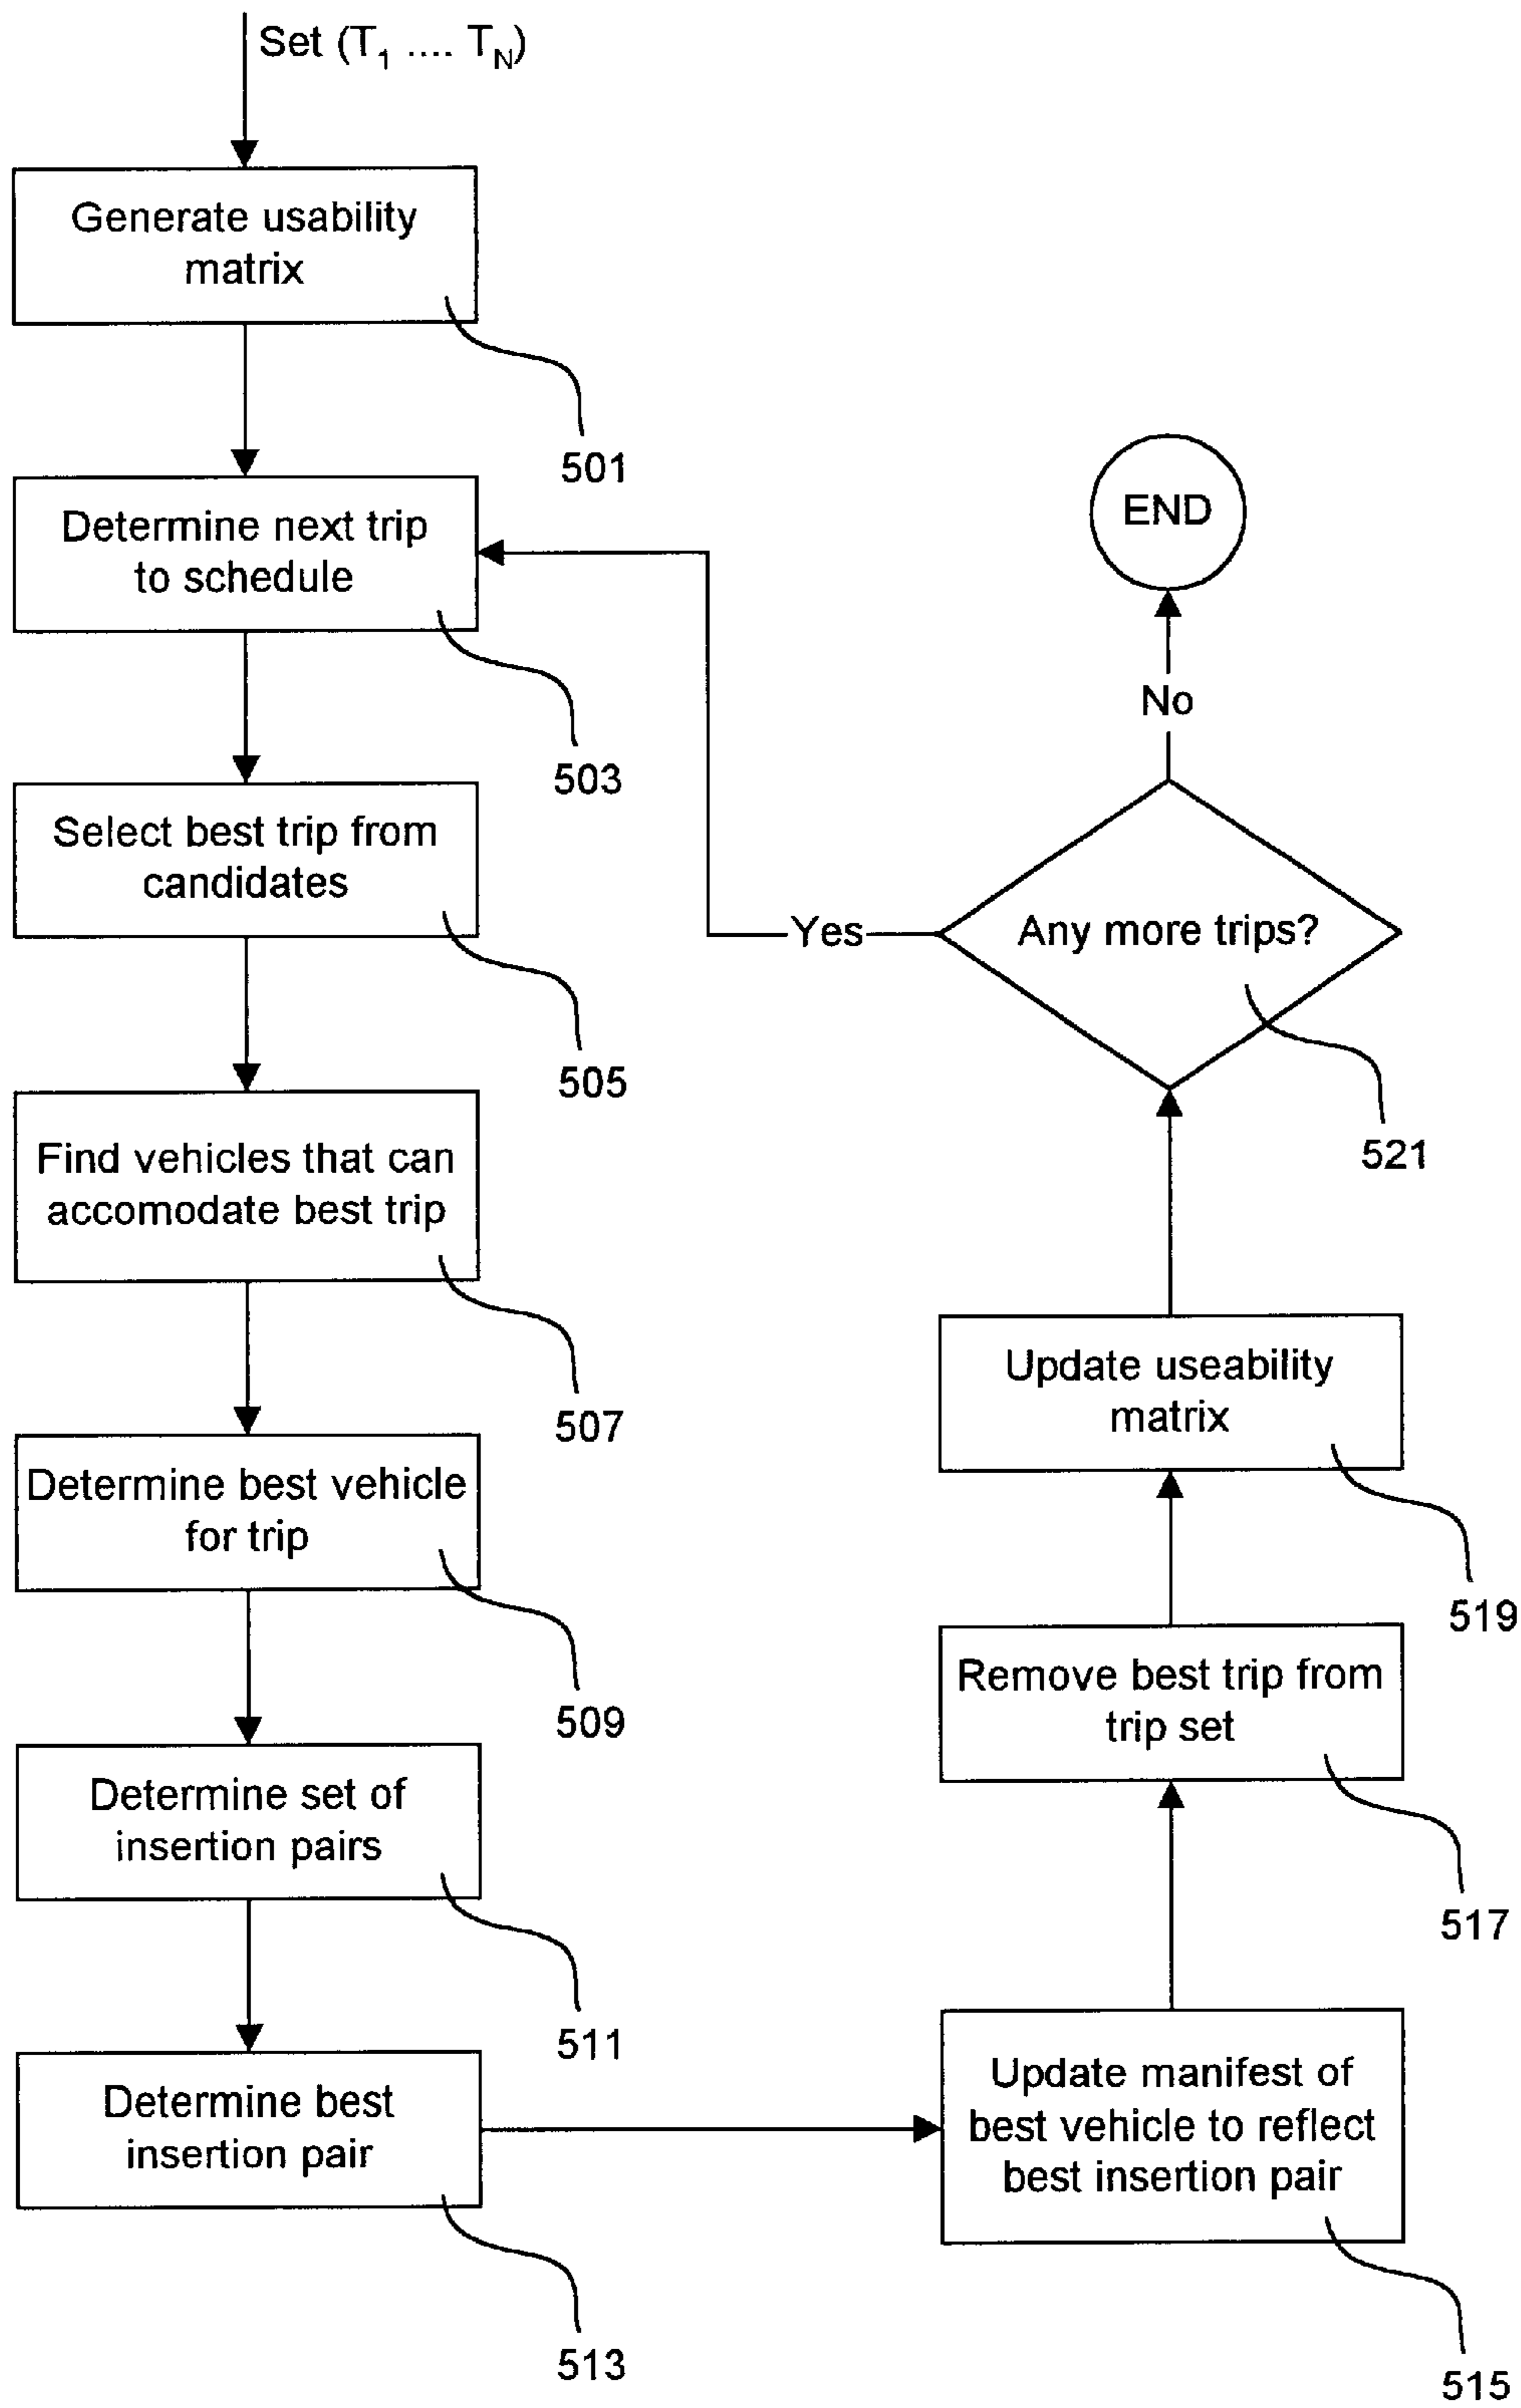 Set (T1 .... TN)
Generate usability
matrix
501
Determine next trip
to schedule
503
Select best trip from
candidates
505
Find vehicles that can
accomodate best trip
507
Determine best vehicle
for trip
509
Determine set of
insertion pairs
511
Determine best
insertion pair
513
Update manifest of
best vehicle to reflect
best insertion pair
515
Remove best trip from
trip set
517
Update useability
matrix
519
Any more trips?
521
Yes
No
END